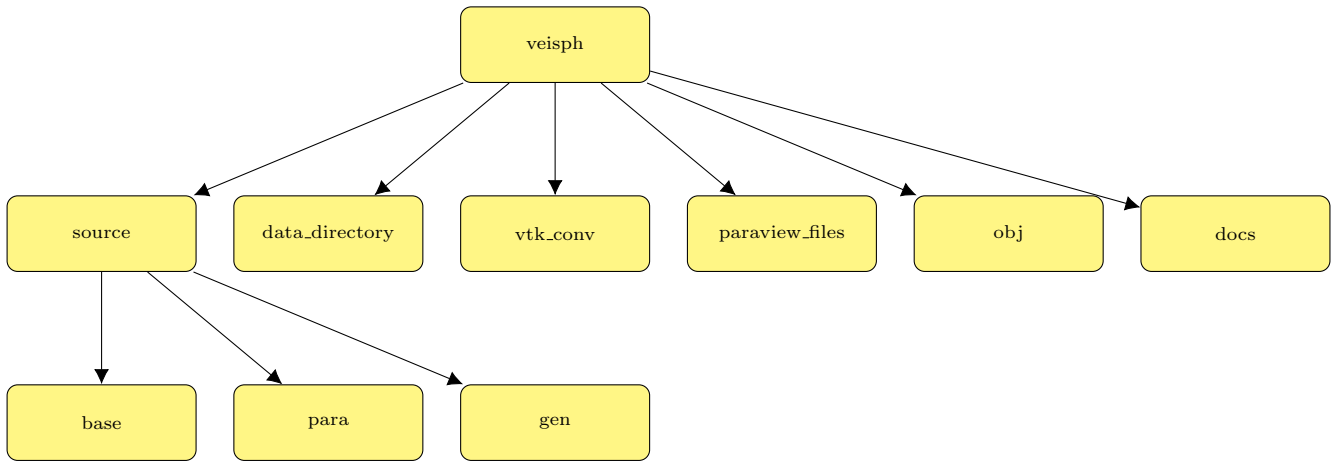 veisph
source
data_directory
vtk_conv
paraview_files
obj
docs
base
para
gen